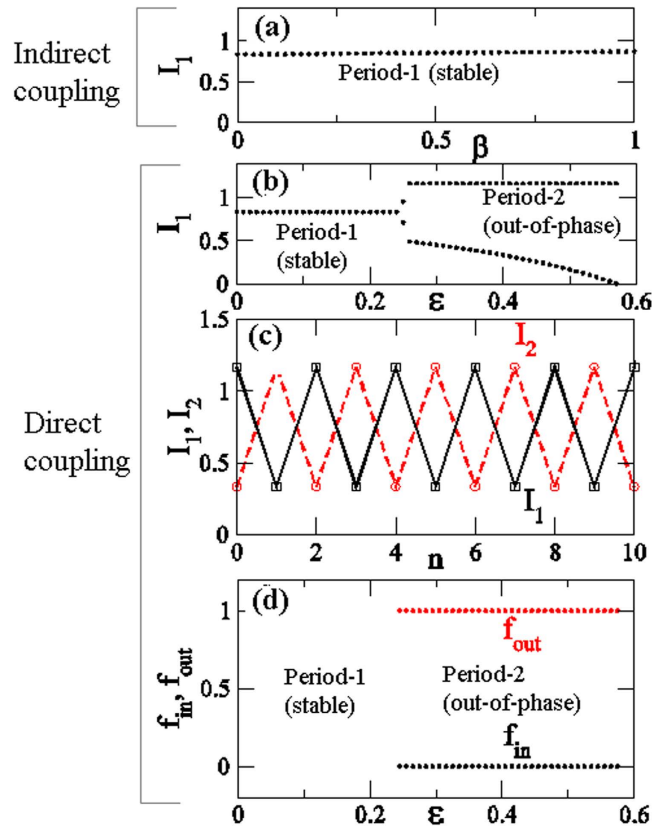 Indirect
coupling
I1
1
0.5
0
(a)
Period-1 (stable)
0
0.5
1
β
I1
1
0.5
0
(b)
Period-1
(stable)
Period-2
(out-of-phase)
0
0.2
0.4
0.6
ε
Direct
coupling
I1, I2
1.5
1
0.5
0
(c)
I2
I1
0
2
4
6
8
10
n
fin, fout
1
0.5
0
(d)
fout
Period-1
(stable)
Period-2
(out-of-phase)
fin
0
0.2
0.4
0.6
ε